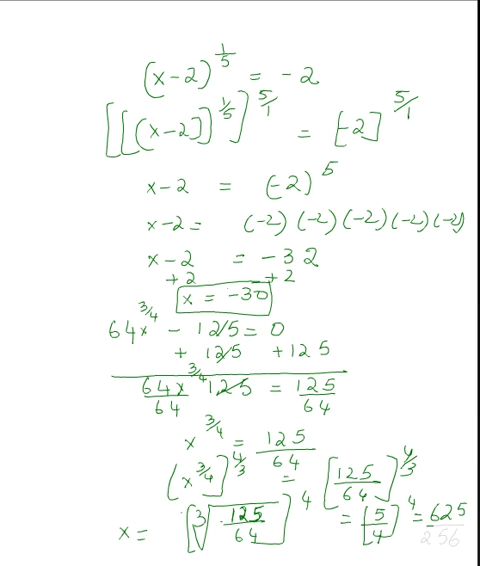 (x-2)^(1/5) = -2
[[(x-2]]^(1/5)]^(5/1) = [-2]^(5/1)
x-2 = (-2)^5
x-2 = (-2)(-2)(-2)(-2)(-2)
x-2 = -32
+2 +2
x = -30
64x^(3/4) - 125 = 0
+ 125 +125
64x^(3/4)/64 125 = 125/64
x^(3/4) = 125/64
(x^(3/4)]^(4/3) = [125/64]^(4/3)
x = [∛(125/64)]^4 = [5/4]^4 = 625/256